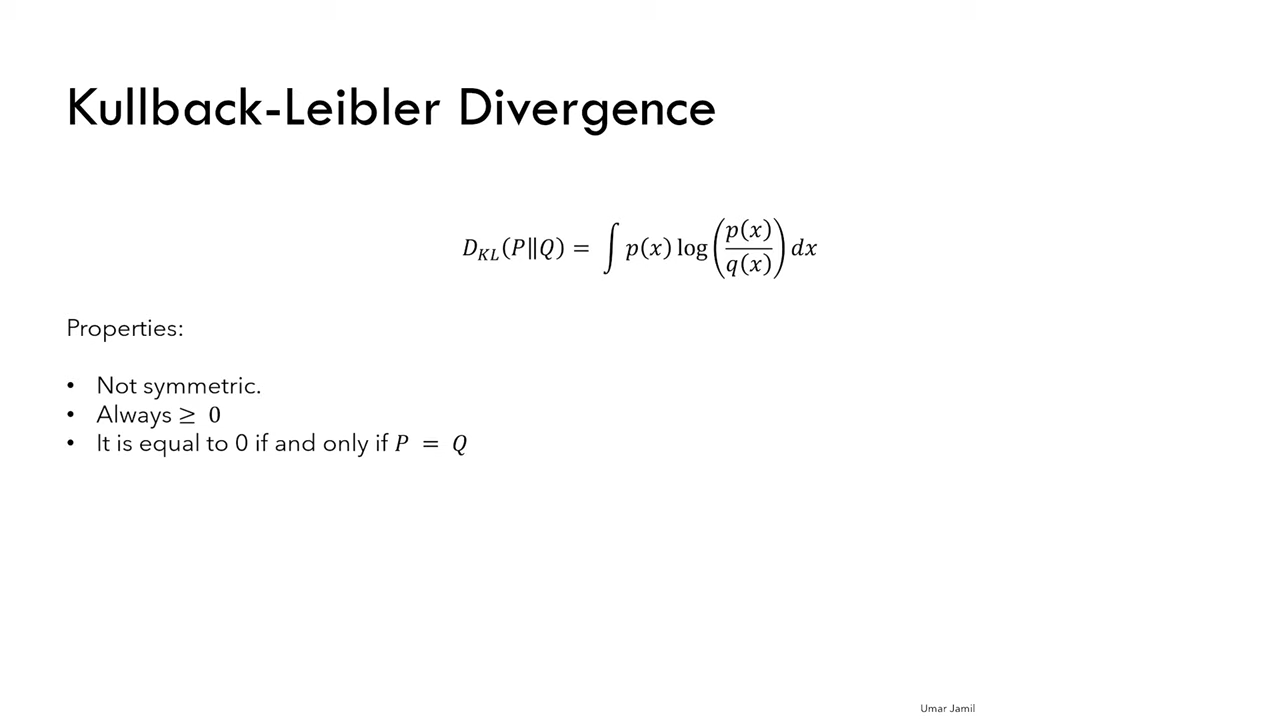 Kullback-Leibler Divergence
D_{KL}(P‖Q) = ∫ p(x) log(p(x)/q(x)) dx
Properties:
• Not symmetric.
• Always ≥ 0
• It is equal to 0 if and only if P = Q
Umar Jamil